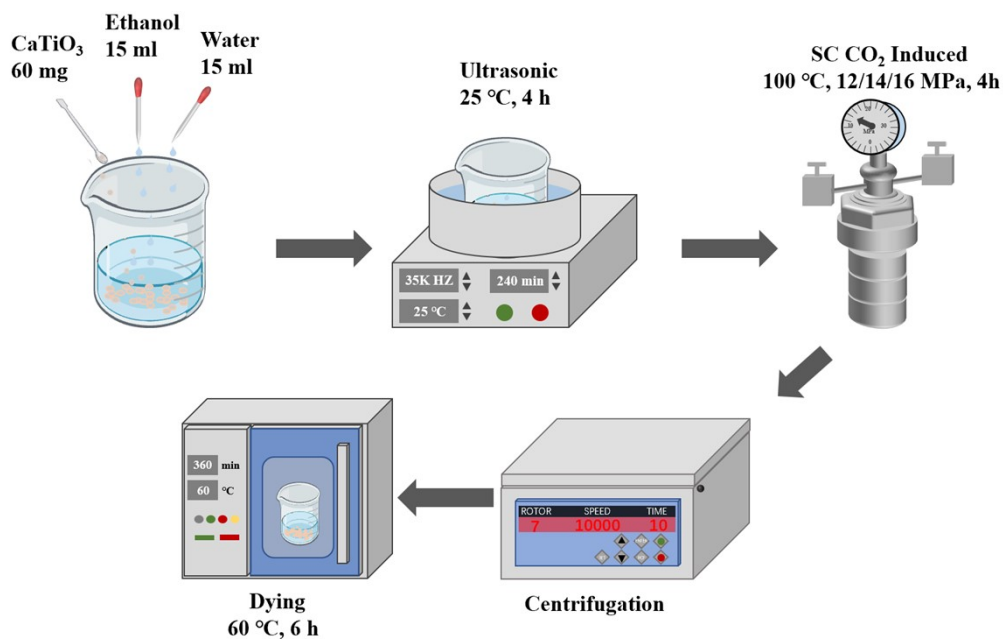 CaTiO₃
60 mg
Ethanol
15 ml
Water
15 ml
Ultrasonic
25 °C, 4 h
35K HZ
240 min
25 °C
SC CO₂ Induced
100 °C, 12/14/16 MPa, 4h
MPa
0
360 min
60 °C
Dying
60 °C, 6 h
ROTOR SPEED TIME
7 10000 10
Centrifugation